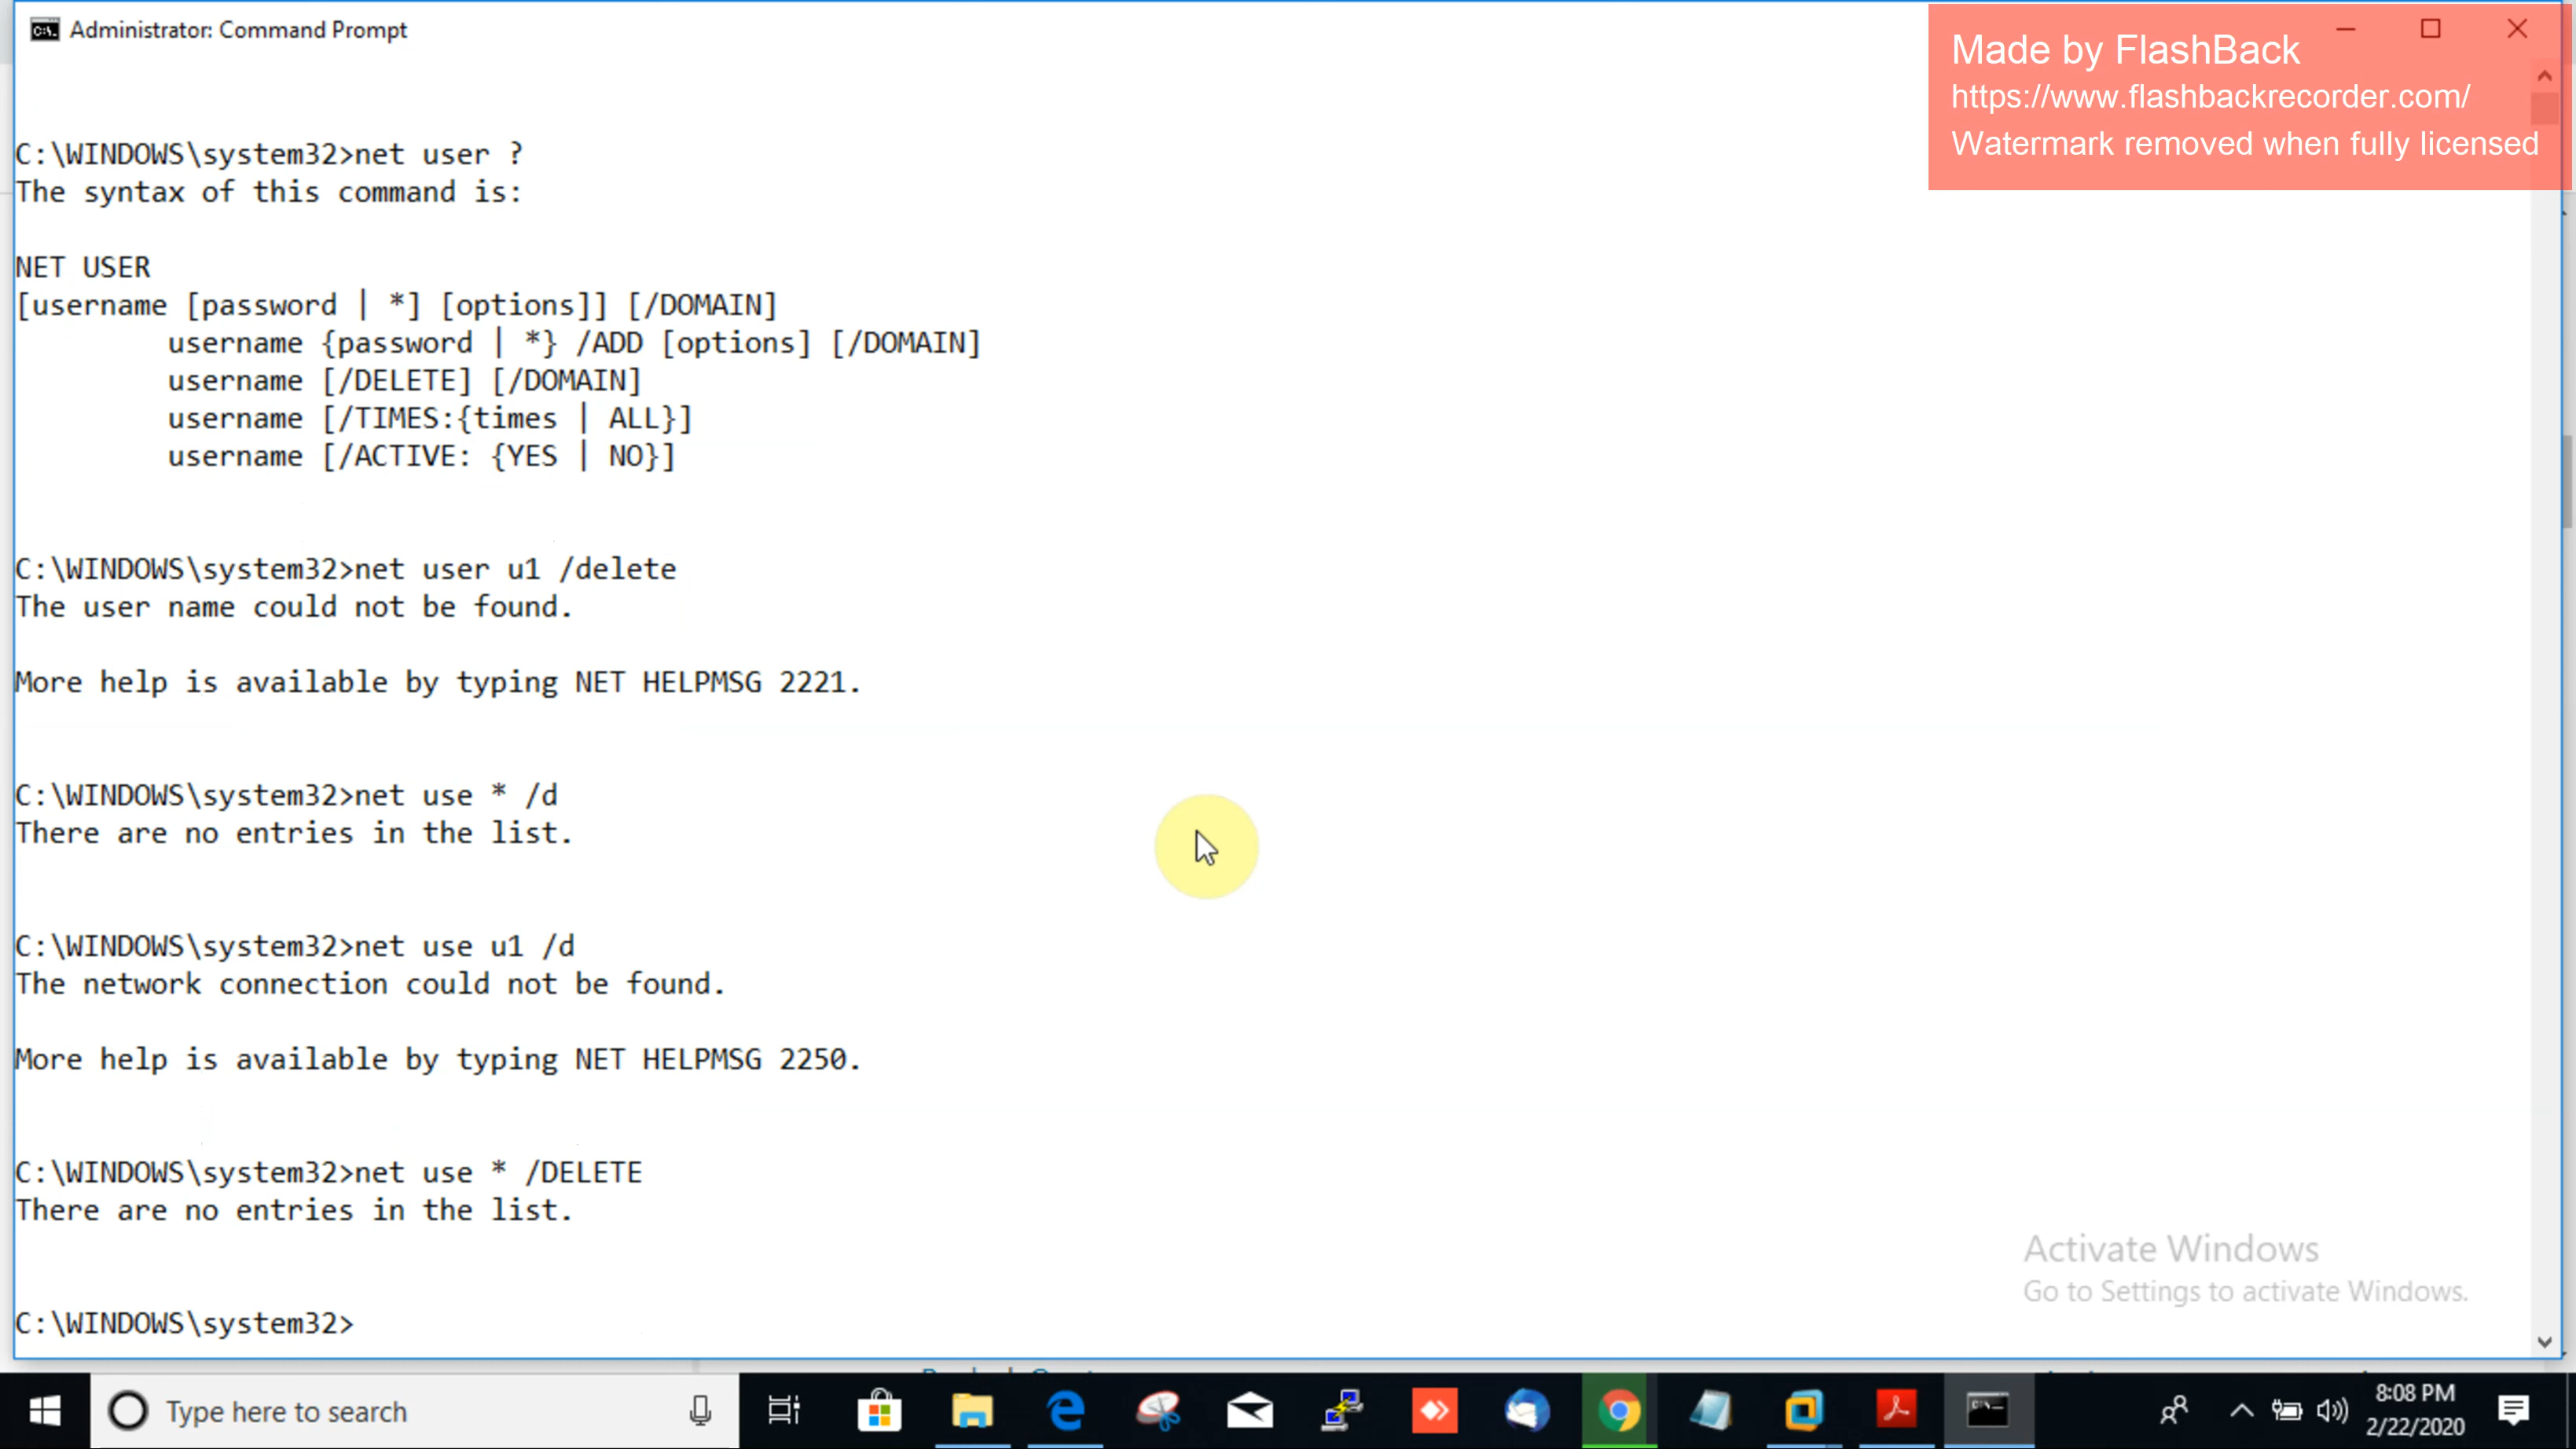 Administrator: Command Prompt
Made by FlashBack
https://www.flashbackrecorder.com/
Watermark removed when fully licensed
C:\WINDOWS\system32>net user ?
The syntax of this command is:
NET USER
[username [password | *] [options]] [/DOMAIN]
username {password | *} /ADD [options] [/DOMAIN]
username [/DELETE] [/DOMAIN]
username [/TIMES:{times | ALL}]
username [/ACTIVE: {YES | NO}]
C:\WINDOWS\system32>net user u1 /delete
The user name could not be found.
More help is available by typing NET HELPMSG 2221.
C:\WINDOWS\system32>net use * /d
There are no entries in the list.
C:\WINDOWS\system32>net use u1 /d
The network connection could not be found.
More help is available by typing NET HELPMSG 2250.
C:\WINDOWS\system32>net use * /DELETE
There are no entries in the list.
C:\WINDOWS\system32>
Activate Windows
Go to Settings to activate Windows.
Type here to search
8:08 PM
2/22/2020